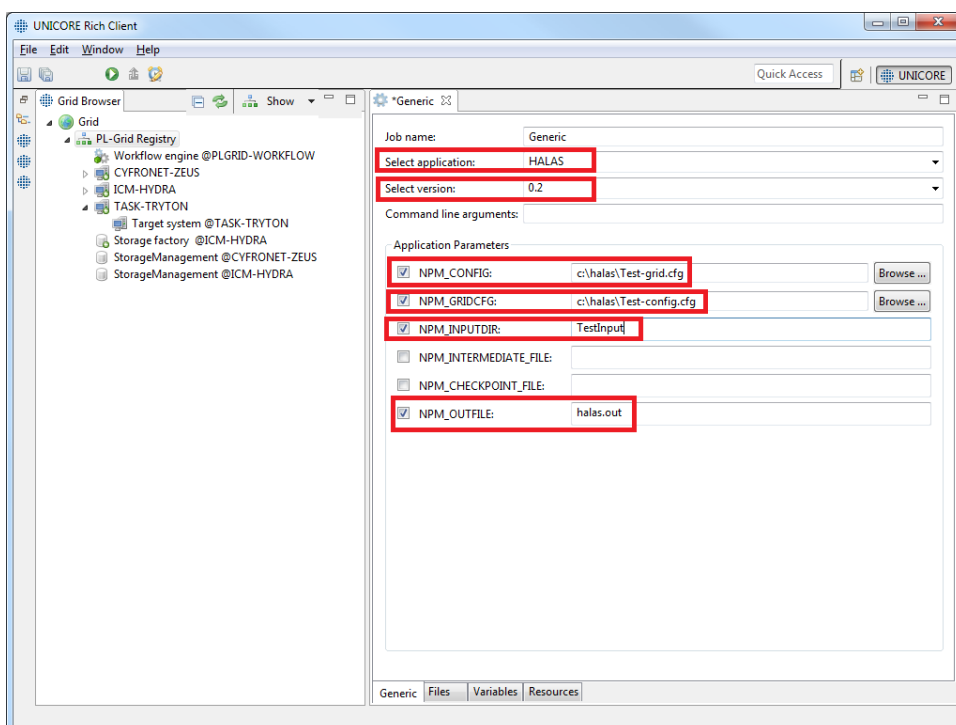 UNICORE Rich Client
File Edit Window Help
Quick Access
UNICORE
Grid Browser
Show
Grid
PL-Grid Registry
Workflow engine @PLGRID-WORKFLOW
CYFRONET-ZEUS
ICM-HYDRA
TASK-TRYTON
Target system @TASK-TRYTON
Storage factory @ICM-HYDRA
StorageManagement @CYFRONET-ZEUS
StorageManagement @ICM-HYDRA
*Generic
Job name: Generic
Select application: HALAS
Select version: 0.2
Command line arguments:
Application Parameters
NPM_CONFIG: c:\halas\Test-grid.cfg Browse ...
NPM_GRIDCFG: c:\halas\Test-config.cfg Browse ...
NPM_INPUTDIR: TestInput
NPM_INTERMEDIATE_FILE:
NPM_CHECKPOINT_FILE:
NPM_OUTFILE: halas.out
Generic Files Variables Resources